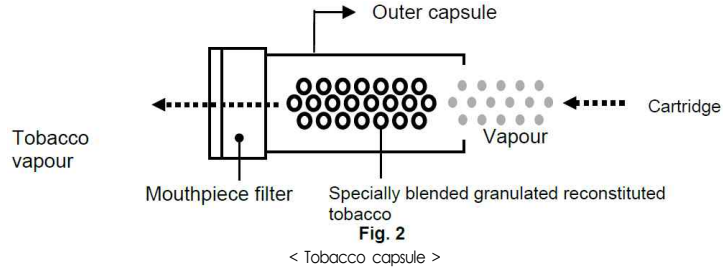 Outer capsule
Cartridge
Vapour
Tobacco
vapour
Mouthpiece filter
Specially blended granulated reconstituted
tobacco
Fig. 2
< Tobacco capsule >